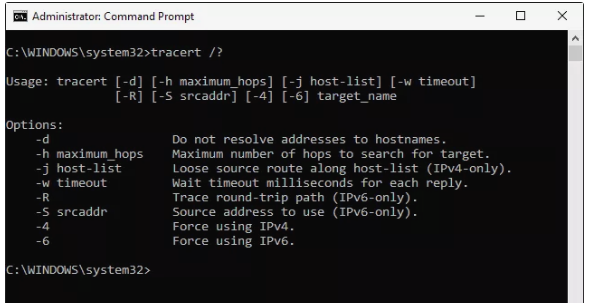 Administrator: Command Prompt
C:\WINDOWS\system32>tracert /?
Usage: tracert [-d] [-h maximum_hops] [-j host-list] [-w timeout]
               [-R] [-S srcaddr] [-4] [-6] target_name
Options:
    -d                 Do not resolve addresses to hostnames.
    -h maximum_hops    Maximum number of hops to search for target.
    -j host-list       Loose source route along host-list (IPv4-only).
    -w timeout         Wait timeout milliseconds for each reply.
    -R                 Trace round-trip path (IPv6-only).
    -S srcaddr         Source address to use (IPv6-only).
    -4                 Force using IPv4.
    -6                 Force using IPv6.
C:\WINDOWS\system32>